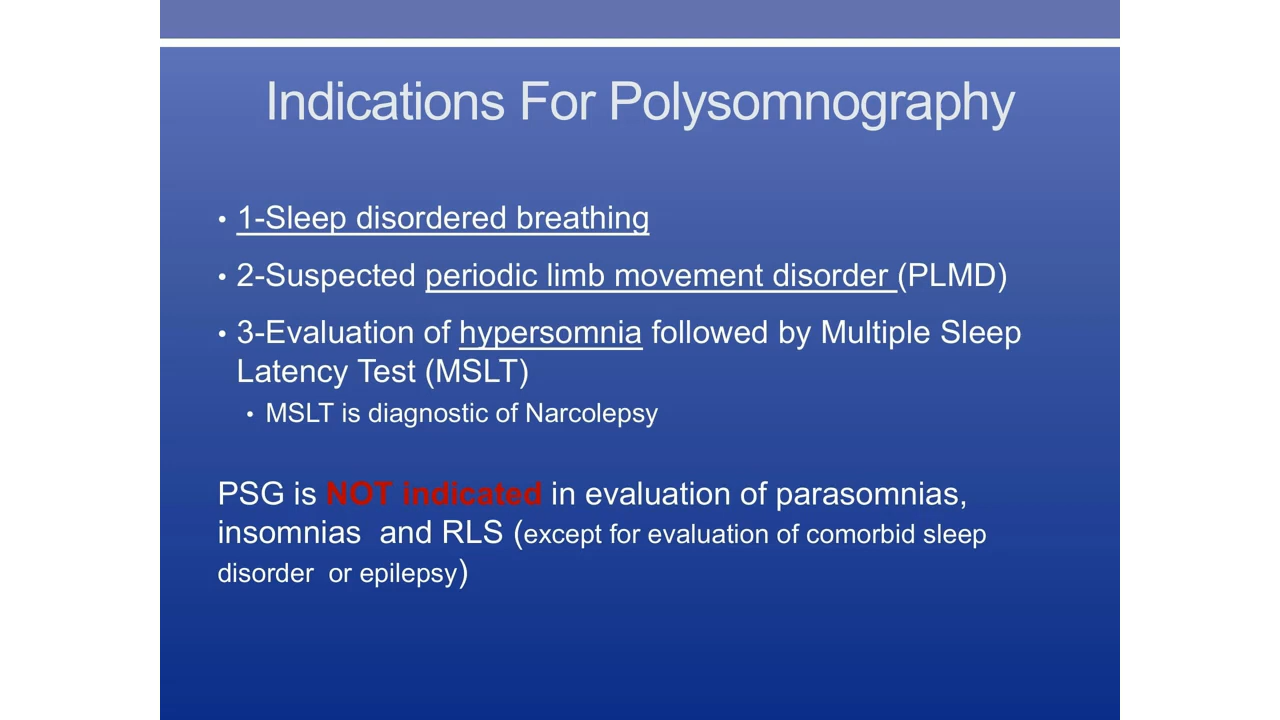 Indications For Polysomnography
• 1-Sleep disordered breathing
• 2-Suspected periodic limb movement disorder (PLMD)
• 3-Evaluation of hypersomnia followed by Multiple Sleep
Latency Test (MSLT)
• MSLT is diagnostic of Narcolepsy
PSG is NOT indicated in evaluation of parasomnias,
insomnias  and RLS (except for evaluation of comorbid sleep
disorder  or epilepsy)